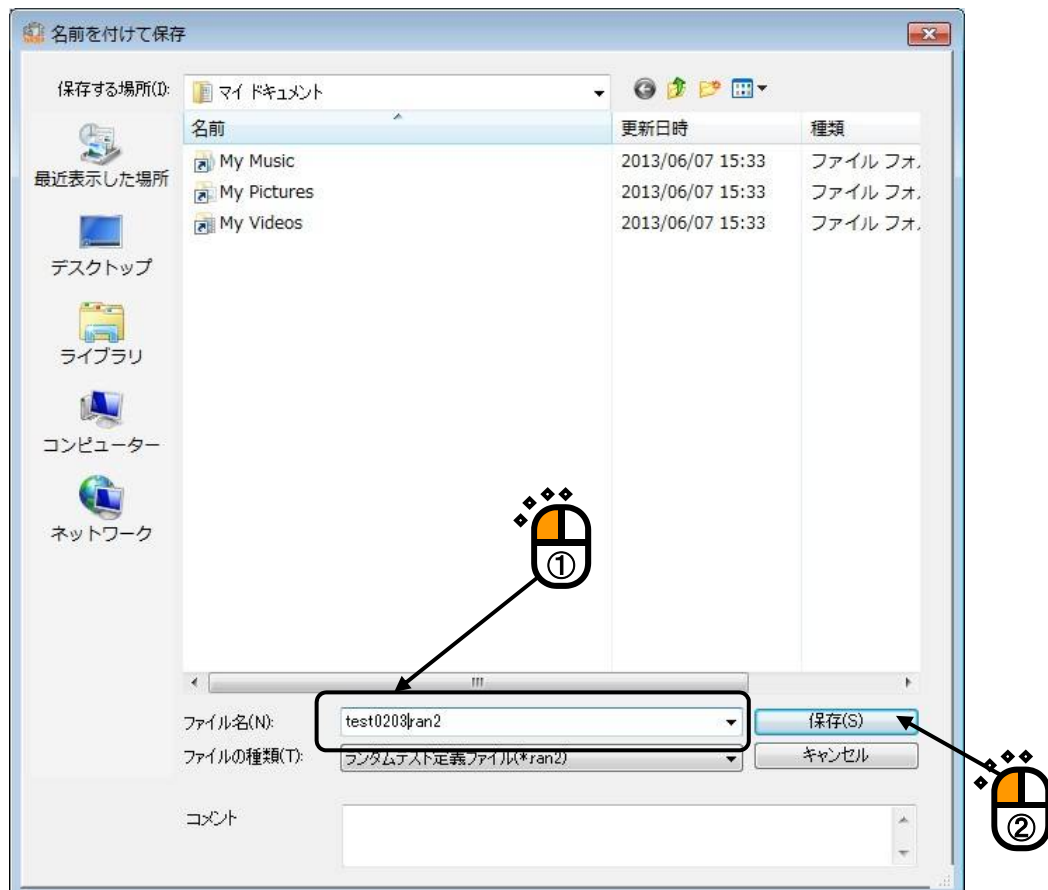 名前を付けて保存
保存する場所(I):
マイ ドキュメント
名前 更新日時 種類
My Music 2013/06/07 15:33 ファイル フォ
My Pictures 2013/06/07 15:33 ファイル フォ
My Videos 2013/06/07 15:33 ファイル フォ
最近表示した場所
デスクトップ
ライブラリ
コンピューター
ネットワーク
①
ファイル名(N): test0203.ran2 保存(S)
ファイルの種類(T): ランダムテスト定義ファイル(*ran2) キャンセル
コメント
②